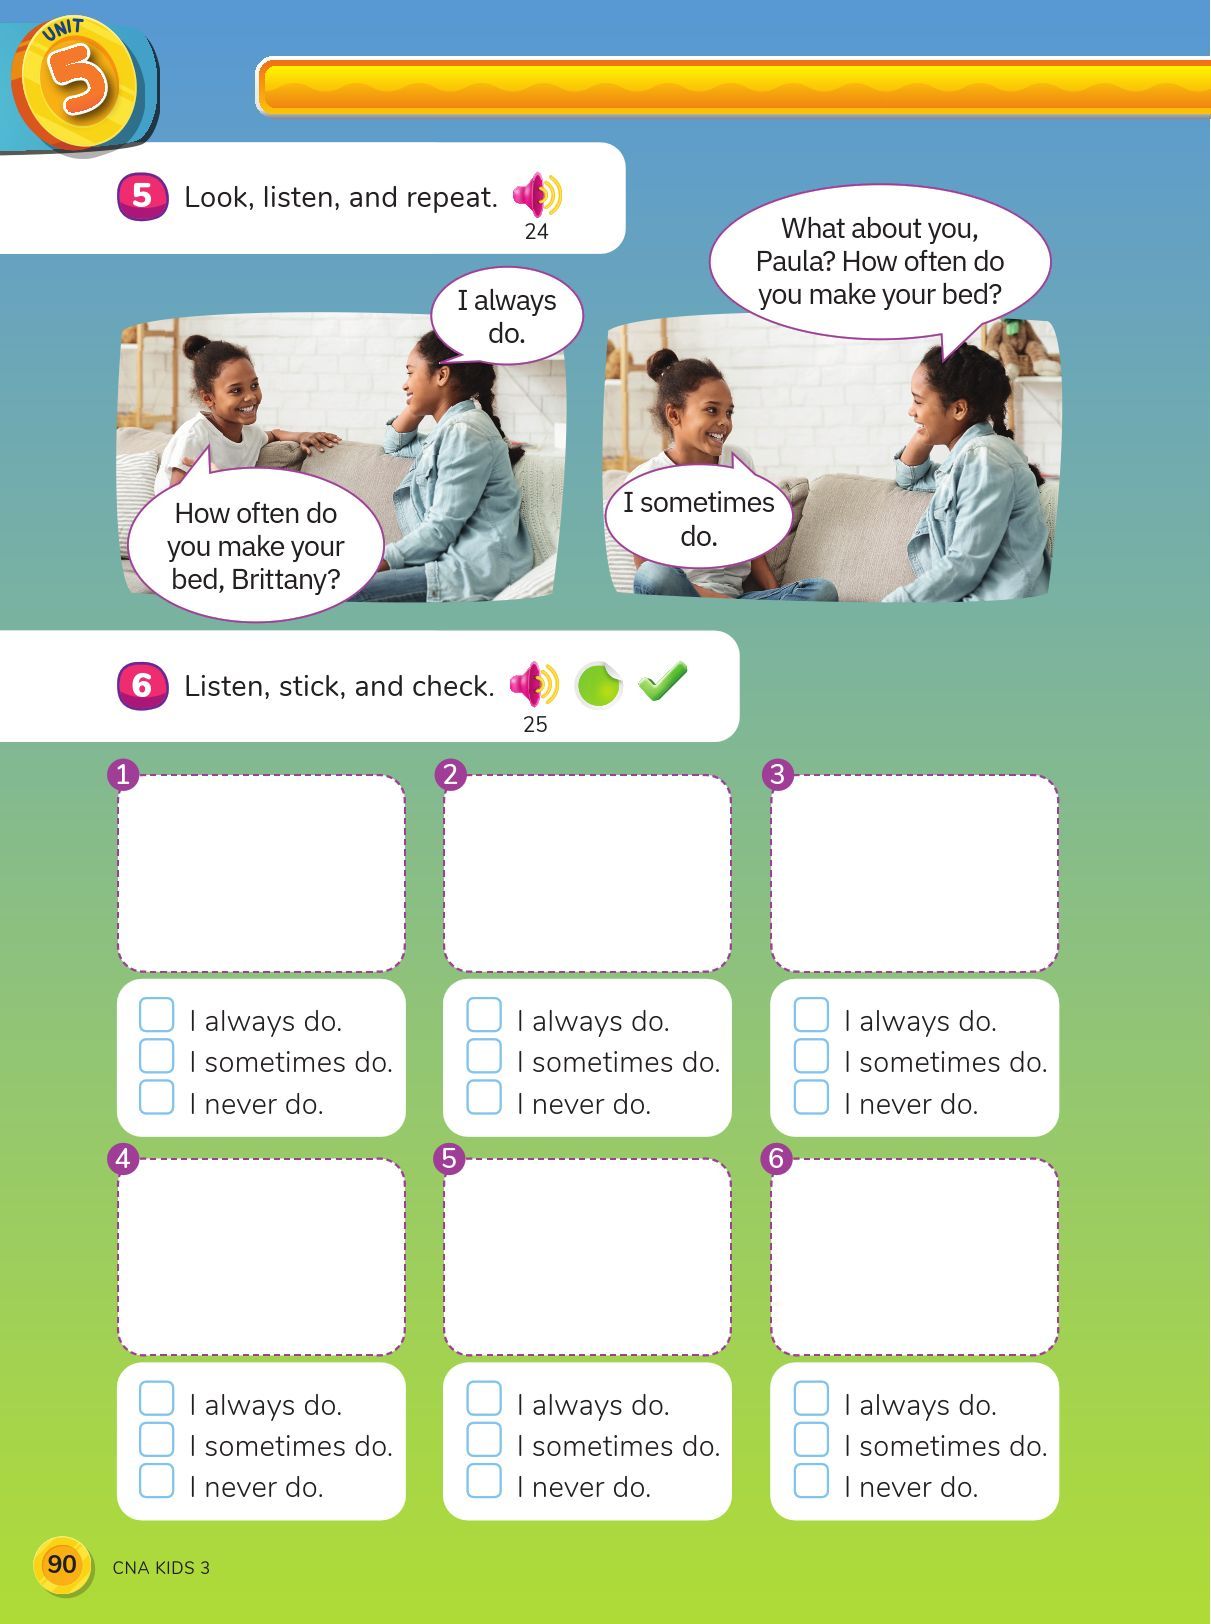 UNIT
5
5 Look, listen, and repeat.
24
I always
do.
How often do
you make your
bed, Brittany?
What about you,
Paula? How often do
you make your bed?
I sometimes
do.
6 Listen, stick, and check.
25
1
I always do.
I sometimes do.
I never do.
2
I always do.
I sometimes do.
I never do.
3
I always do.
I sometimes do.
I never do.
4
I always do.
I sometimes do.
I never do.
5
I always do.
I sometimes do.
I never do.
6
I always do.
I sometimes do.
I never do.
90 CNA KIDS 3